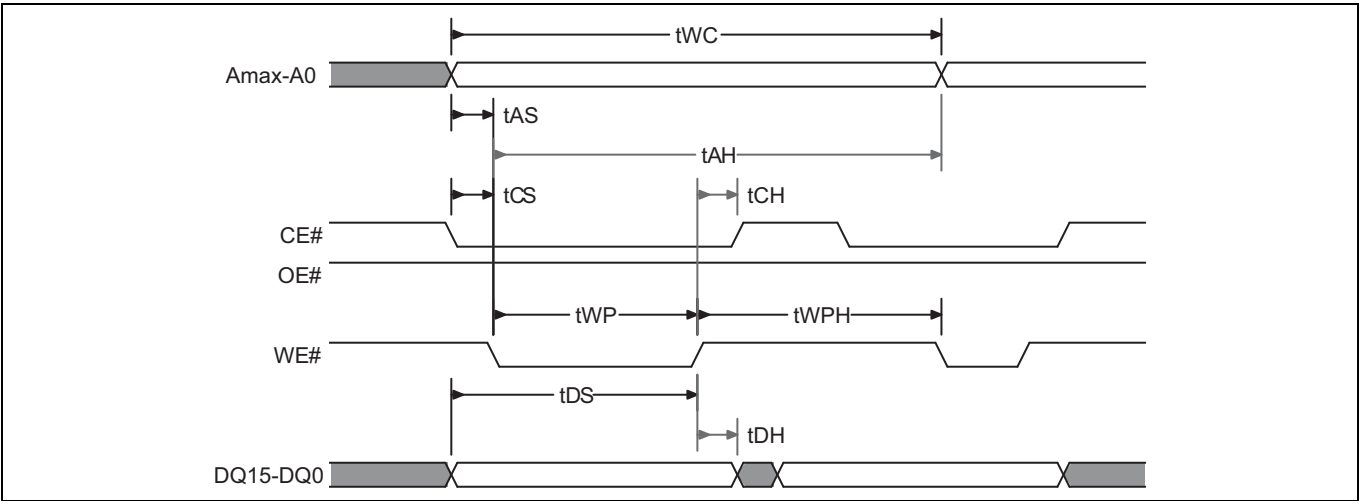 tWC
Amax-A0
tAS
tAH
tCS tCH
CE#
OE#
tWP tWPH
WE#
tDS
tDH
DQ15-DQ0